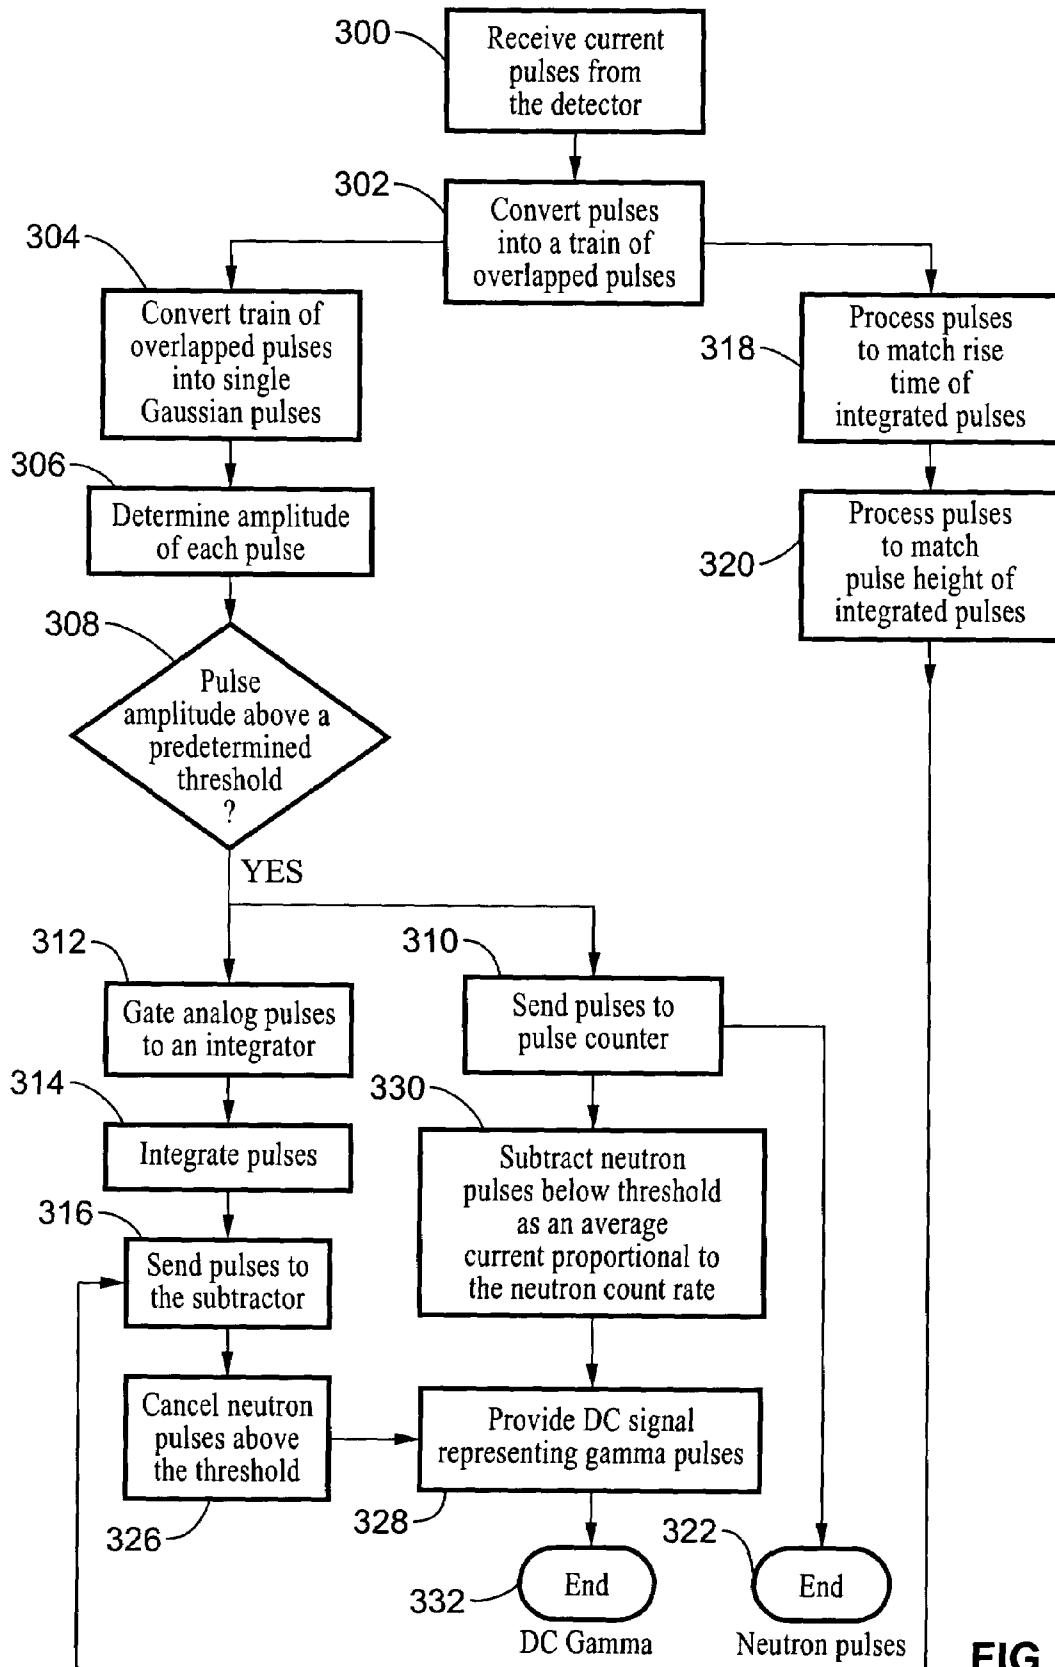 300
Receive current
pulses from
the detector
302
Convert pulses
into a train of
overlapped pulses
304
Convert train of
overlapped pulses
into single
Gaussian pulses
318
Process pulses
to match rise
time of
integrated pulses
306
Determine amplitude
of each pulse
320
Process pulses
to match
pulse height of
integrated pulses
308
Pulse
amplitude above a
predetermined
threshold
?
YES
312
Gate analog pulses
to an integrator
310
Send pulses to
pulse counter
314
Integrate pulses
330
Subtract neutron
pulses below threshold
as an average
current proportional to
the neutron count rate
316
Send pulses to
the subtractor
Cancel neutron
pulses above
the threshold
326
Provide DC signal
representing gamma pulses
328
322
End
332
DC Gamma
End
Neutron pulses
FIG